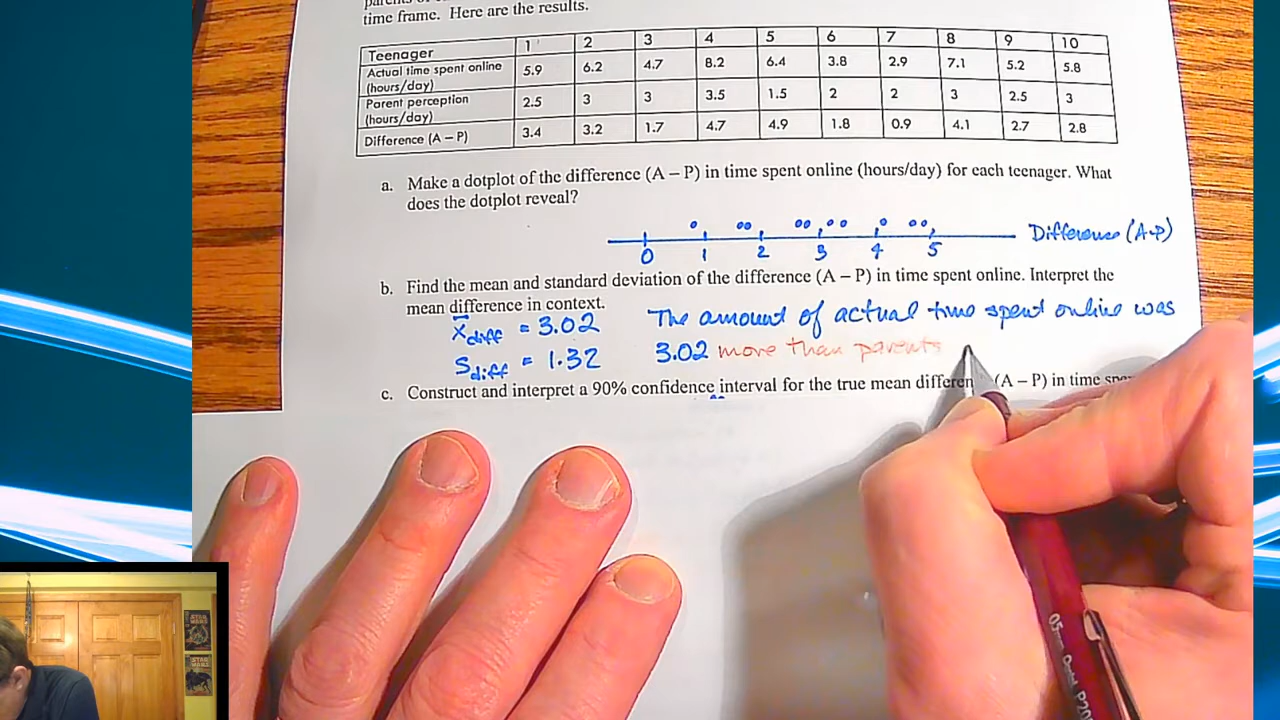 time frame. Here are the results.
Teenager 1 2 3 4 5 6 7 8 9 10
Actual time spent online (hours/day) 5.9 6.2 4.7 8.2 6.4 3.8 2.9 7.1 5.2 5.8
Parent perception (hours/day) 2.5 3 3 3.5 1.5 2 2 3 2.5 3
Difference (A – P) 3.4 3.2 1.7 4.7 4.9 1.8 0.9 4.1 2.7 2.8
a. Make a dotplot of the difference (A – P) in time spent online (hours/day) for each teenager. What
does the dotplot reveal?
0 1 2 3 4 5 Difference (A-P)
b. Find the mean and standard deviation of the difference (A – P) in time spent online. Interpret the
mean difference in context.
x̄diff = 3.02 The amount of actual time spent online was
Sdiff = 1.32 3.02 more than parents
c. Construct and interpret a 90% confidence interval for the true mean (A – P) in time
05mm Pentel P20
STAR WARS
STAR WARS